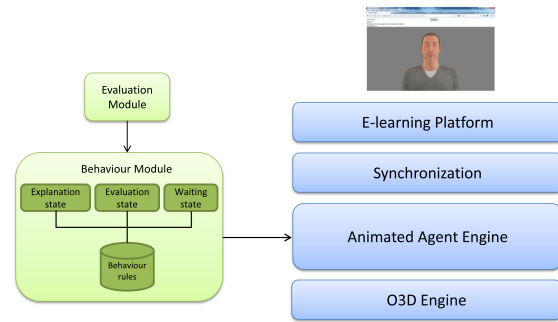 Evaluation
Module
Behaviour Module
Explanation
state
Evaluation
state
Waiting
state
Behaviour
rules
E-learning Platform
Synchronization
Animated Agent Engine
O3D Engine